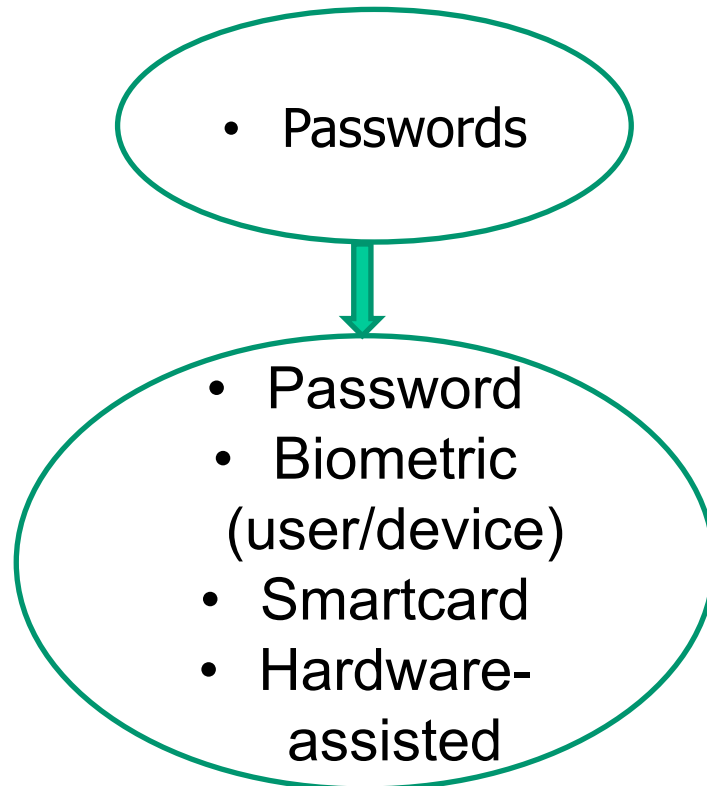 • Passwords
• Password
• Biometric
(user/device)
• Smartcard
• Hardware-
assisted